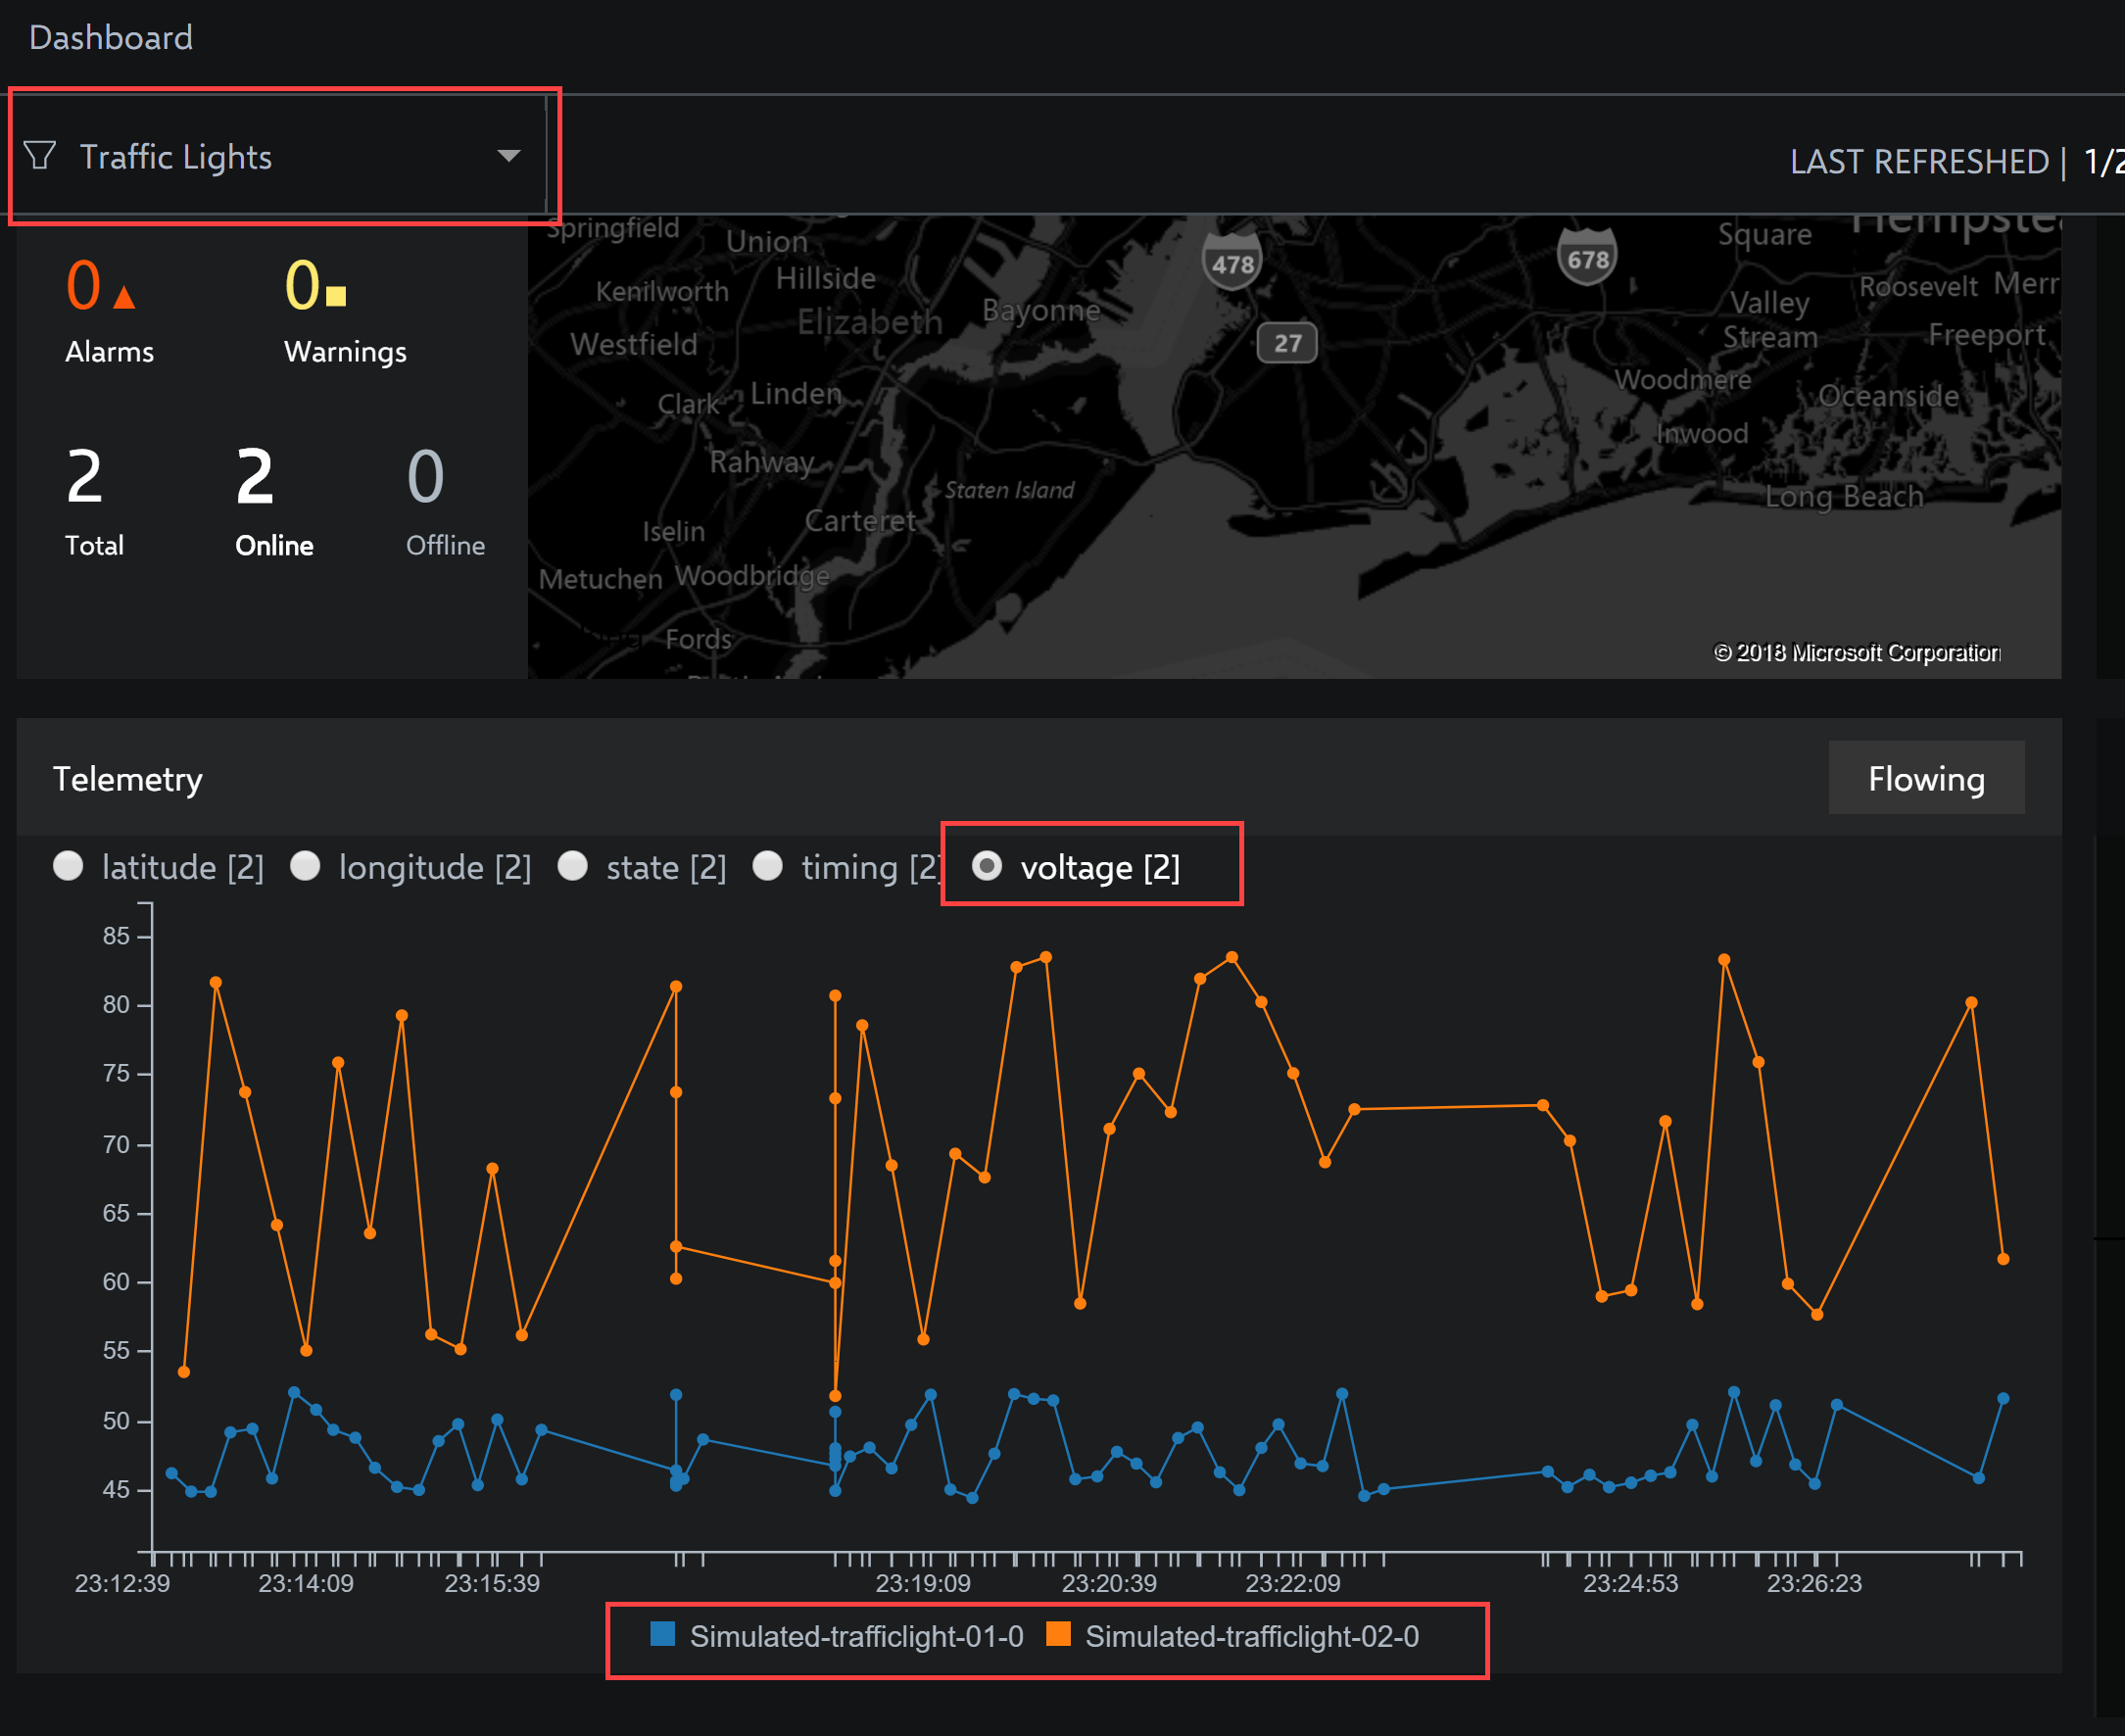 Dashboard
Traffic Lights
LAST REFRESHED |
0
Alarms
0
Warnings
2
Total
2
Online
0
Offline
Springfield
Union
Hillside
Kenilworth
Elizabeth
Bayonne
Westfield
Linden
Clark
Rahway
Staten Island
Carteret
Iselin
Metuchen
Woodbridge
Fords
478
27
678
Square
Valley
Stream
Roosevelt
Freeport
Woodmere
Oceanside
Inwood
Long Beach
© 2018 Microsoft Corporation
Telemetry
Flowing
latitude [2] longitude [2] state [2] timing [2] voltage [2]
85
80
75
70
65
60
55
50
45
23:12:39 23:14:09 23:15:39 23:19:09 23:20:39 23:22:09 23:24:53 23:26:23
Simulated-trafficlight-01-0 Simulated-trafficlight-02-0